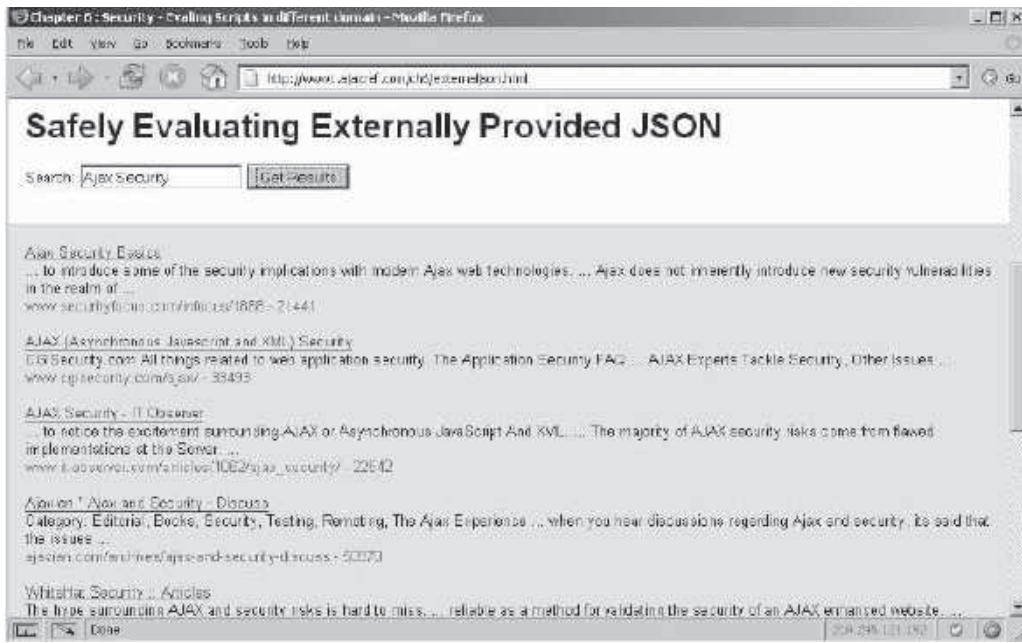 Chapter 6 : Security - Evaling Scripts in different domain - Mozilla Firefox
File Edit View Go Bookmarks Tools Help
http://www.ajaxref.com/ch6/externaljson.html Go
Safely Evaluating Externally Provided JSON
Search: Ajax Security Get Results
Ajax Security Basics
... to introduce some of the security implications with modern Ajax web technologies. ... Ajax does not inherently introduce new security vulnerabilities
in the realm of ...
www.securityfocus.com/infocus/1868 - 21441
AJAX (Asynchronous Javascript and XML) Security
CGISecurity.com All things related to web application security. The Application Security FAQ ... AJAX Experts Tackle Security, Other Issues ...
www.cgisecurity.com/ajax/ - 33493
AJAX Security - IT Observer
... to notice the excitement surrounding AJAX or Asynchronous JavaScript And XML. ... The majority of AJAX security risks come from flawed
implementations at the Server. ...
www.it-observer.com/articles/1062/ajax_security/ - 22642
Ajaxian * Ajax and Security - Discuss
Category: Editorial, Books, Security, Testing, Remoting, The Ajax Experience ... when you hear discussions regarding Ajax and security, its said that
the issues ...
ajaxian.com/archives/ajax-and-security-discuss
WhiteHat Security :: Articles
The hype surrounding AJAX and security risks is hard to miss. ... reliable as a method for validating the security of an AJAX enhanced website. ...
Done